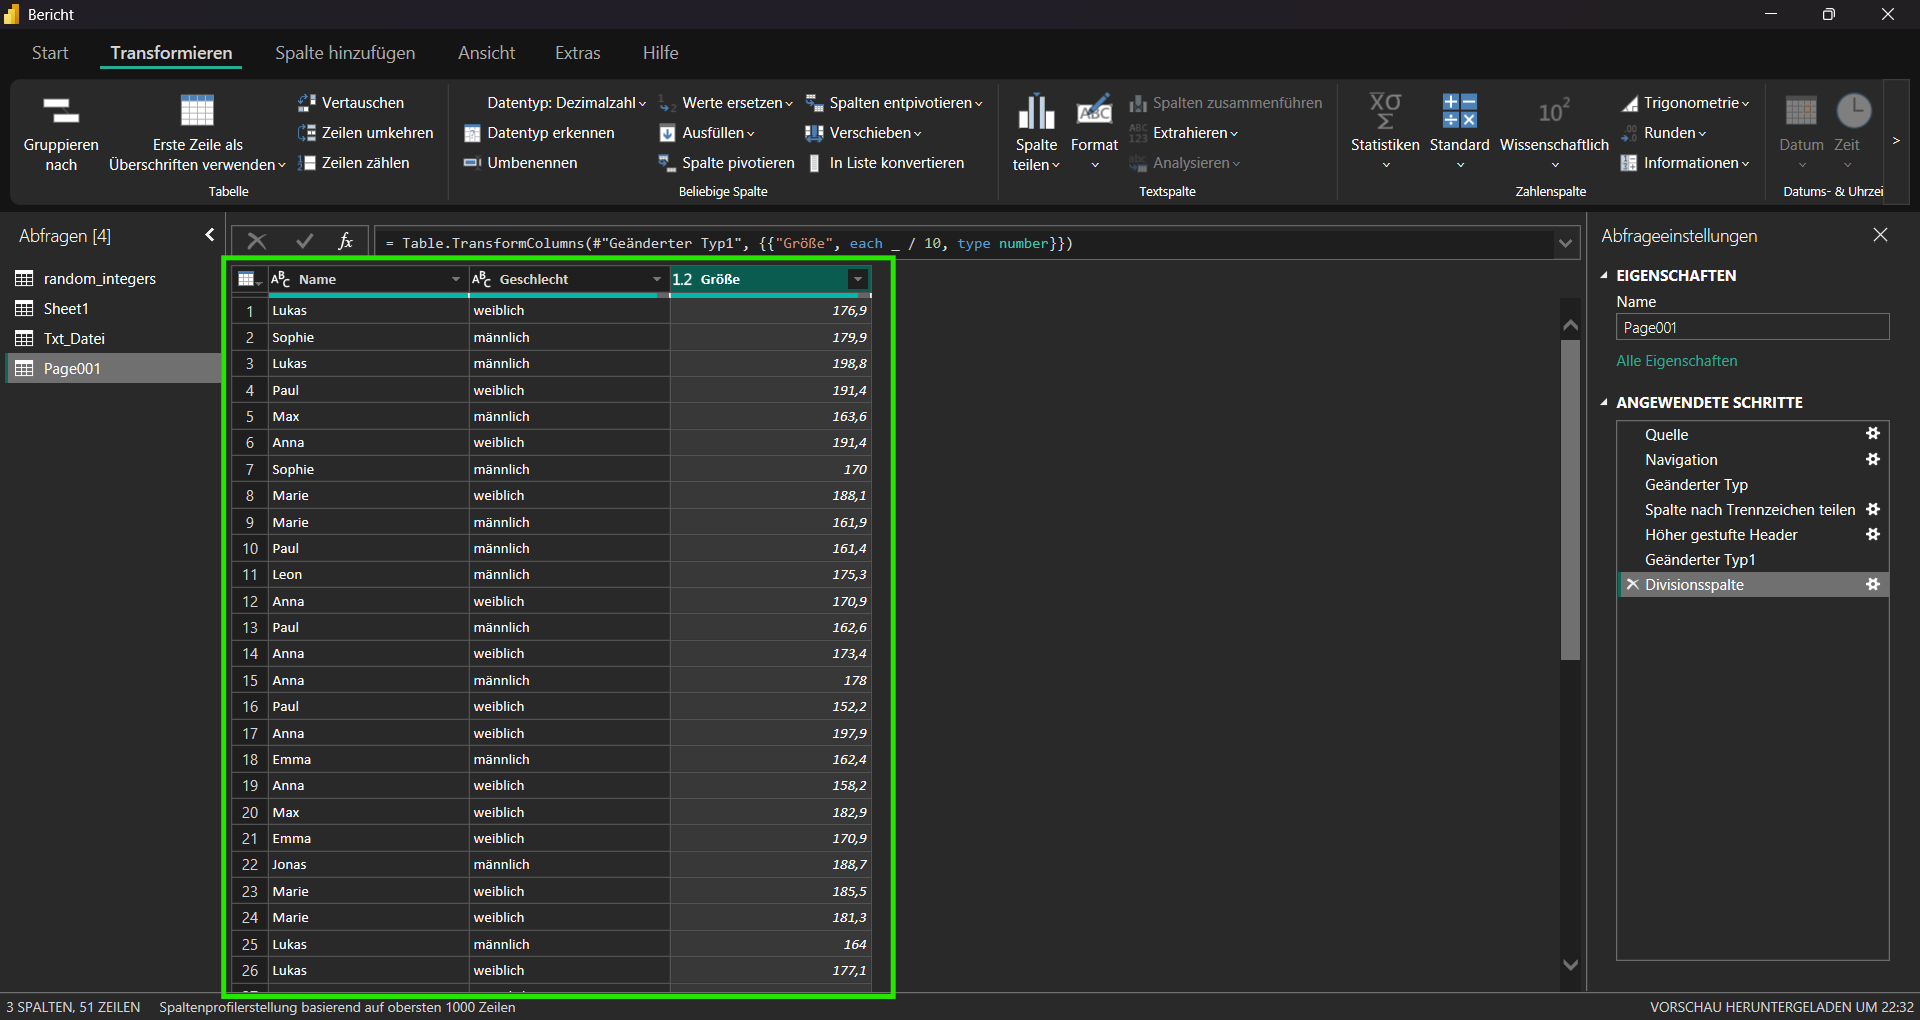 Bericht
Start Transformieren Spalte hinzufügen Ansicht Extras Hilfe
Gruppieren nach
Erste Zeile als Überschriften verwenden
Vertauschen
Zeilen umkehren
Zeilen zählen
Tabelle
Datentyp: Dezimalzahl
Datentyp erkennen
Umbenennen
Werte ersetzen
Ausfüllen
Spalte pivotieren
Spalten entpivotieren
Verschieben
In Liste konvertieren
Beliebige Spalte
Spalte teilen
Format
Spalten zusammenführen
Extrahieren
Analysieren
Textspalte
Statistiken
Standard
Wissenschaftlich
Trigonometrie
Runden
Informationen
Zahlenspalte
Datum
Zeit
Datums- & Uhrzei
Abfragen [4]
random_integers
Sheet1
Txt_Datei
Page001
= Table.TransformColumns(#"Geänderter Typ1", {{"Größe", each _ / 10, type number}})
Name Geschlecht 1.2 Größe
1 Lukas weiblich 176,9
2 Sophie männlich 179,9
3 Lukas männlich 198,8
4 Paul weiblich 191,4
5 Max männlich 163,6
6 Anna weiblich 191,4
7 Sophie männlich 170
8 Marie weiblich 188,1
9 Marie männlich 161,9
10 Paul männlich 161,4
11 Leon männlich 175,3
12 Anna weiblich 170,9
13 Paul männlich 162,6
14 Anna weiblich 173,4
15 Anna männlich 178
16 Paul weiblich 152,2
17 Anna weiblich 197,9
18 Emma männlich 162,4
19 Anna weiblich 158,2
20 Max weiblich 182,9
21 Emma weiblich 170,9
22 Jonas männlich 188,7
23 Marie weiblich 185,5
24 Marie weiblich 181,3
25 Lukas männlich 164
26 Lukas weiblich 177,1
Abfrageeinstellungen
EIGENSCHAFTEN
Name
Page001
Alle Eigenschaften
ANGEWENDETE SCHRITTE
Quelle
Navigation
Geänderter Typ
Spalte nach Trennzeichen teilen
Höher gestufte Header
Geänderter Typ1
Divisionsspalte
3 SPALTEN, 51 ZEILEN Spaltenprofilerstellung basierend auf obersten 1000 Zeilen
VORSCHAU HERUNTERGELADEN UM 22:32